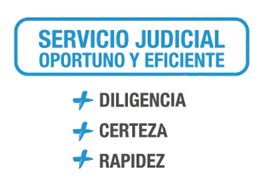 SERVICIO JUDICIAL
OPORTUNO Y EFICIENTE
+ DILIGENCIA
+ CERTEZA
+ RAPIDEZ